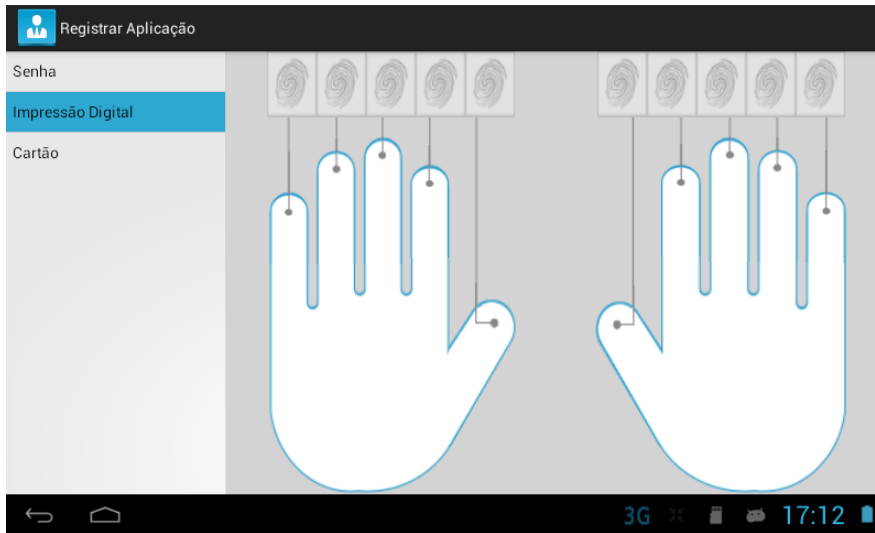 Registrar Aplicação
Senha
Impressão Digital
Cartão
3G
17:12